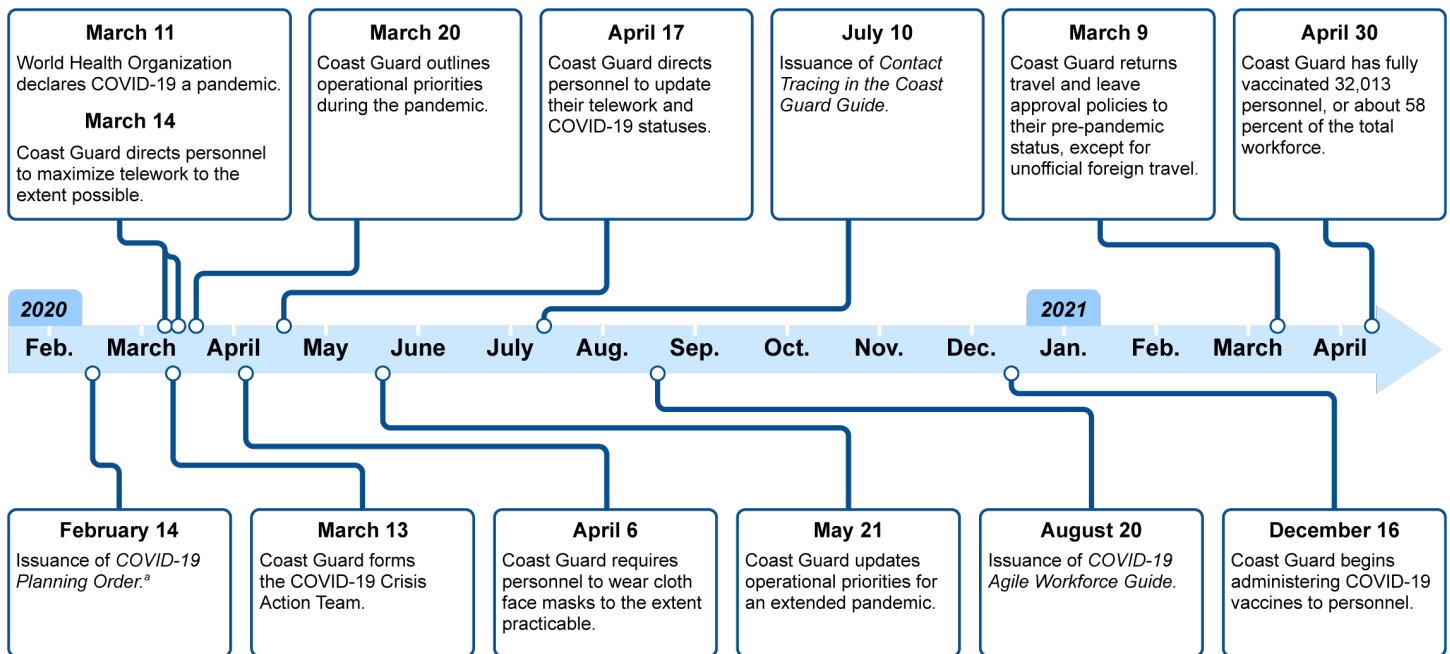 March 11
World Health Organization
declares COVID-19 a pandemic.
March 14
Coast Guard directs personnel
to maximize telework to the
extent possible.
March 20
Coast Guard outlines
operational priorities
during the pandemic.
April 17
Coast Guard directs
personnel to update
their telework and
COVID-19 statuses.
July 10
Issuance of Contact
Tracing in the Coast
Guard Guide.
March 9
Coast Guard returns
travel and leave
approval policies to
their pre-pandemic
status, except for
unofficial foreign travel.
April 30
Coast Guard has fully
vaccinated 32,013
personnel, or about 58
percent of the total
workforce.
2020
2021
Feb. March April May June July Aug. Sep. Oct. Nov. Dec. Jan. Feb. March April
February 14
Issuance of COVID-19
Planning Order.a
March 13
Coast Guard forms
the COVID-19 Crisis
Action Team.
April 6
Coast Guard requires
personnel to wear cloth
face masks to the extent
practicable.
May 21
Coast Guard updates
operational priorities for
an extended pandemic.
August 20
Issuance of COVID-19
Agile Workforce Guide.
December 16
Coast Guard begins
administering COVID-19
vaccines to personnel.